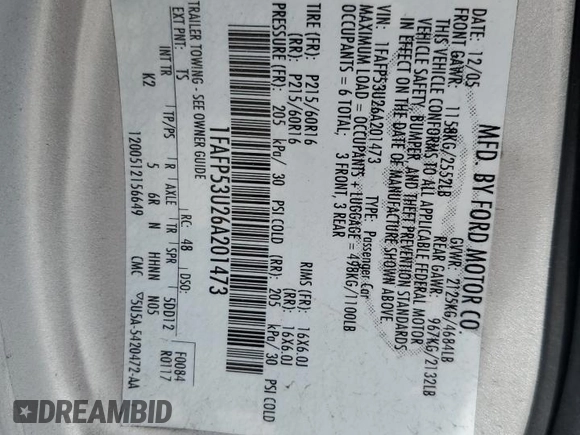 MFD. BY FORD MOTOR CO.
DATE: 12/05 GVWR: 2125KG/4684LB
FRONT GAWR: 1158KG/2552LB REAR GAWR: 967KG/2132LB
THIS VEHICLE CONFORMS TO ALL APPLICABLE FEDERAL MOTOR
VEHICLE SAFETY, BUMPER, AND THEFT PREVENTION STANDARDS
IN EFFECT ON THE DATE OF MANUFACTURE SHOWN ABOVE.
1FAFP53U26A201473 TYPE: Passenger Car
MAXIMUM LOAD = OCCUPANTS + LUGGAGE = 498KG/1100LB
OCCUPANTS = 6 TOTAL; 3 FRONT, 3 REAR
TIRE (FR): P215/60R16 RIMS (FR): 16X6.0J
(RR): P215/60R16 (RR): 16X6.0J
PRESSURE (FR): 205 kPa/ 30 PSI COLD (RR): 205 kPa/ 30 PSI COLD
1FAFP53U26A201473
TRAILER TOWING - SEE OWNER GUIDE
EXT PNT: TS RC: 48 DSO: F0084
INT TR TP/PS R AXLE TR SPR 5DD12 R0117
K2 5 6R N HHNN N05
1200512156649 CMC 5U5A-5420472-AA
DREAMBID